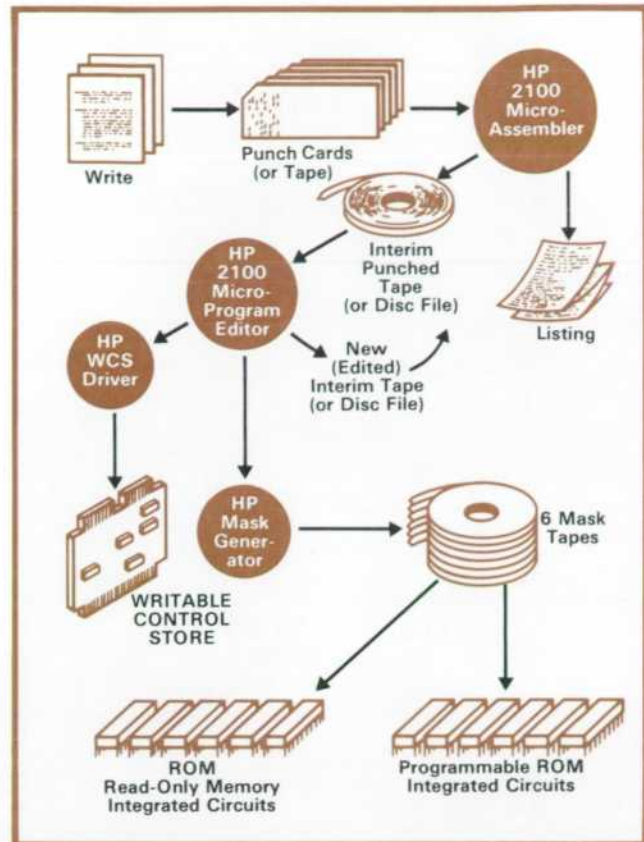 HP
2100
Micro-
Assembler
Write
Punch Cards
(or Tape)
Interim
Punched
Tape
(or Disc File)
Listing
HP
2100
Micro-
Program
Editor
HP
WCS
Driver
New
(Edited)
Interim Tape
(or Disc File)
HP
Mask
Gener-
ator
6 Mask
Tapes
WRITABLE
CONTROL
STORE
ROM
Read-Only Memory
Integrated Circuits
Programmable ROM
Integrated Circuits